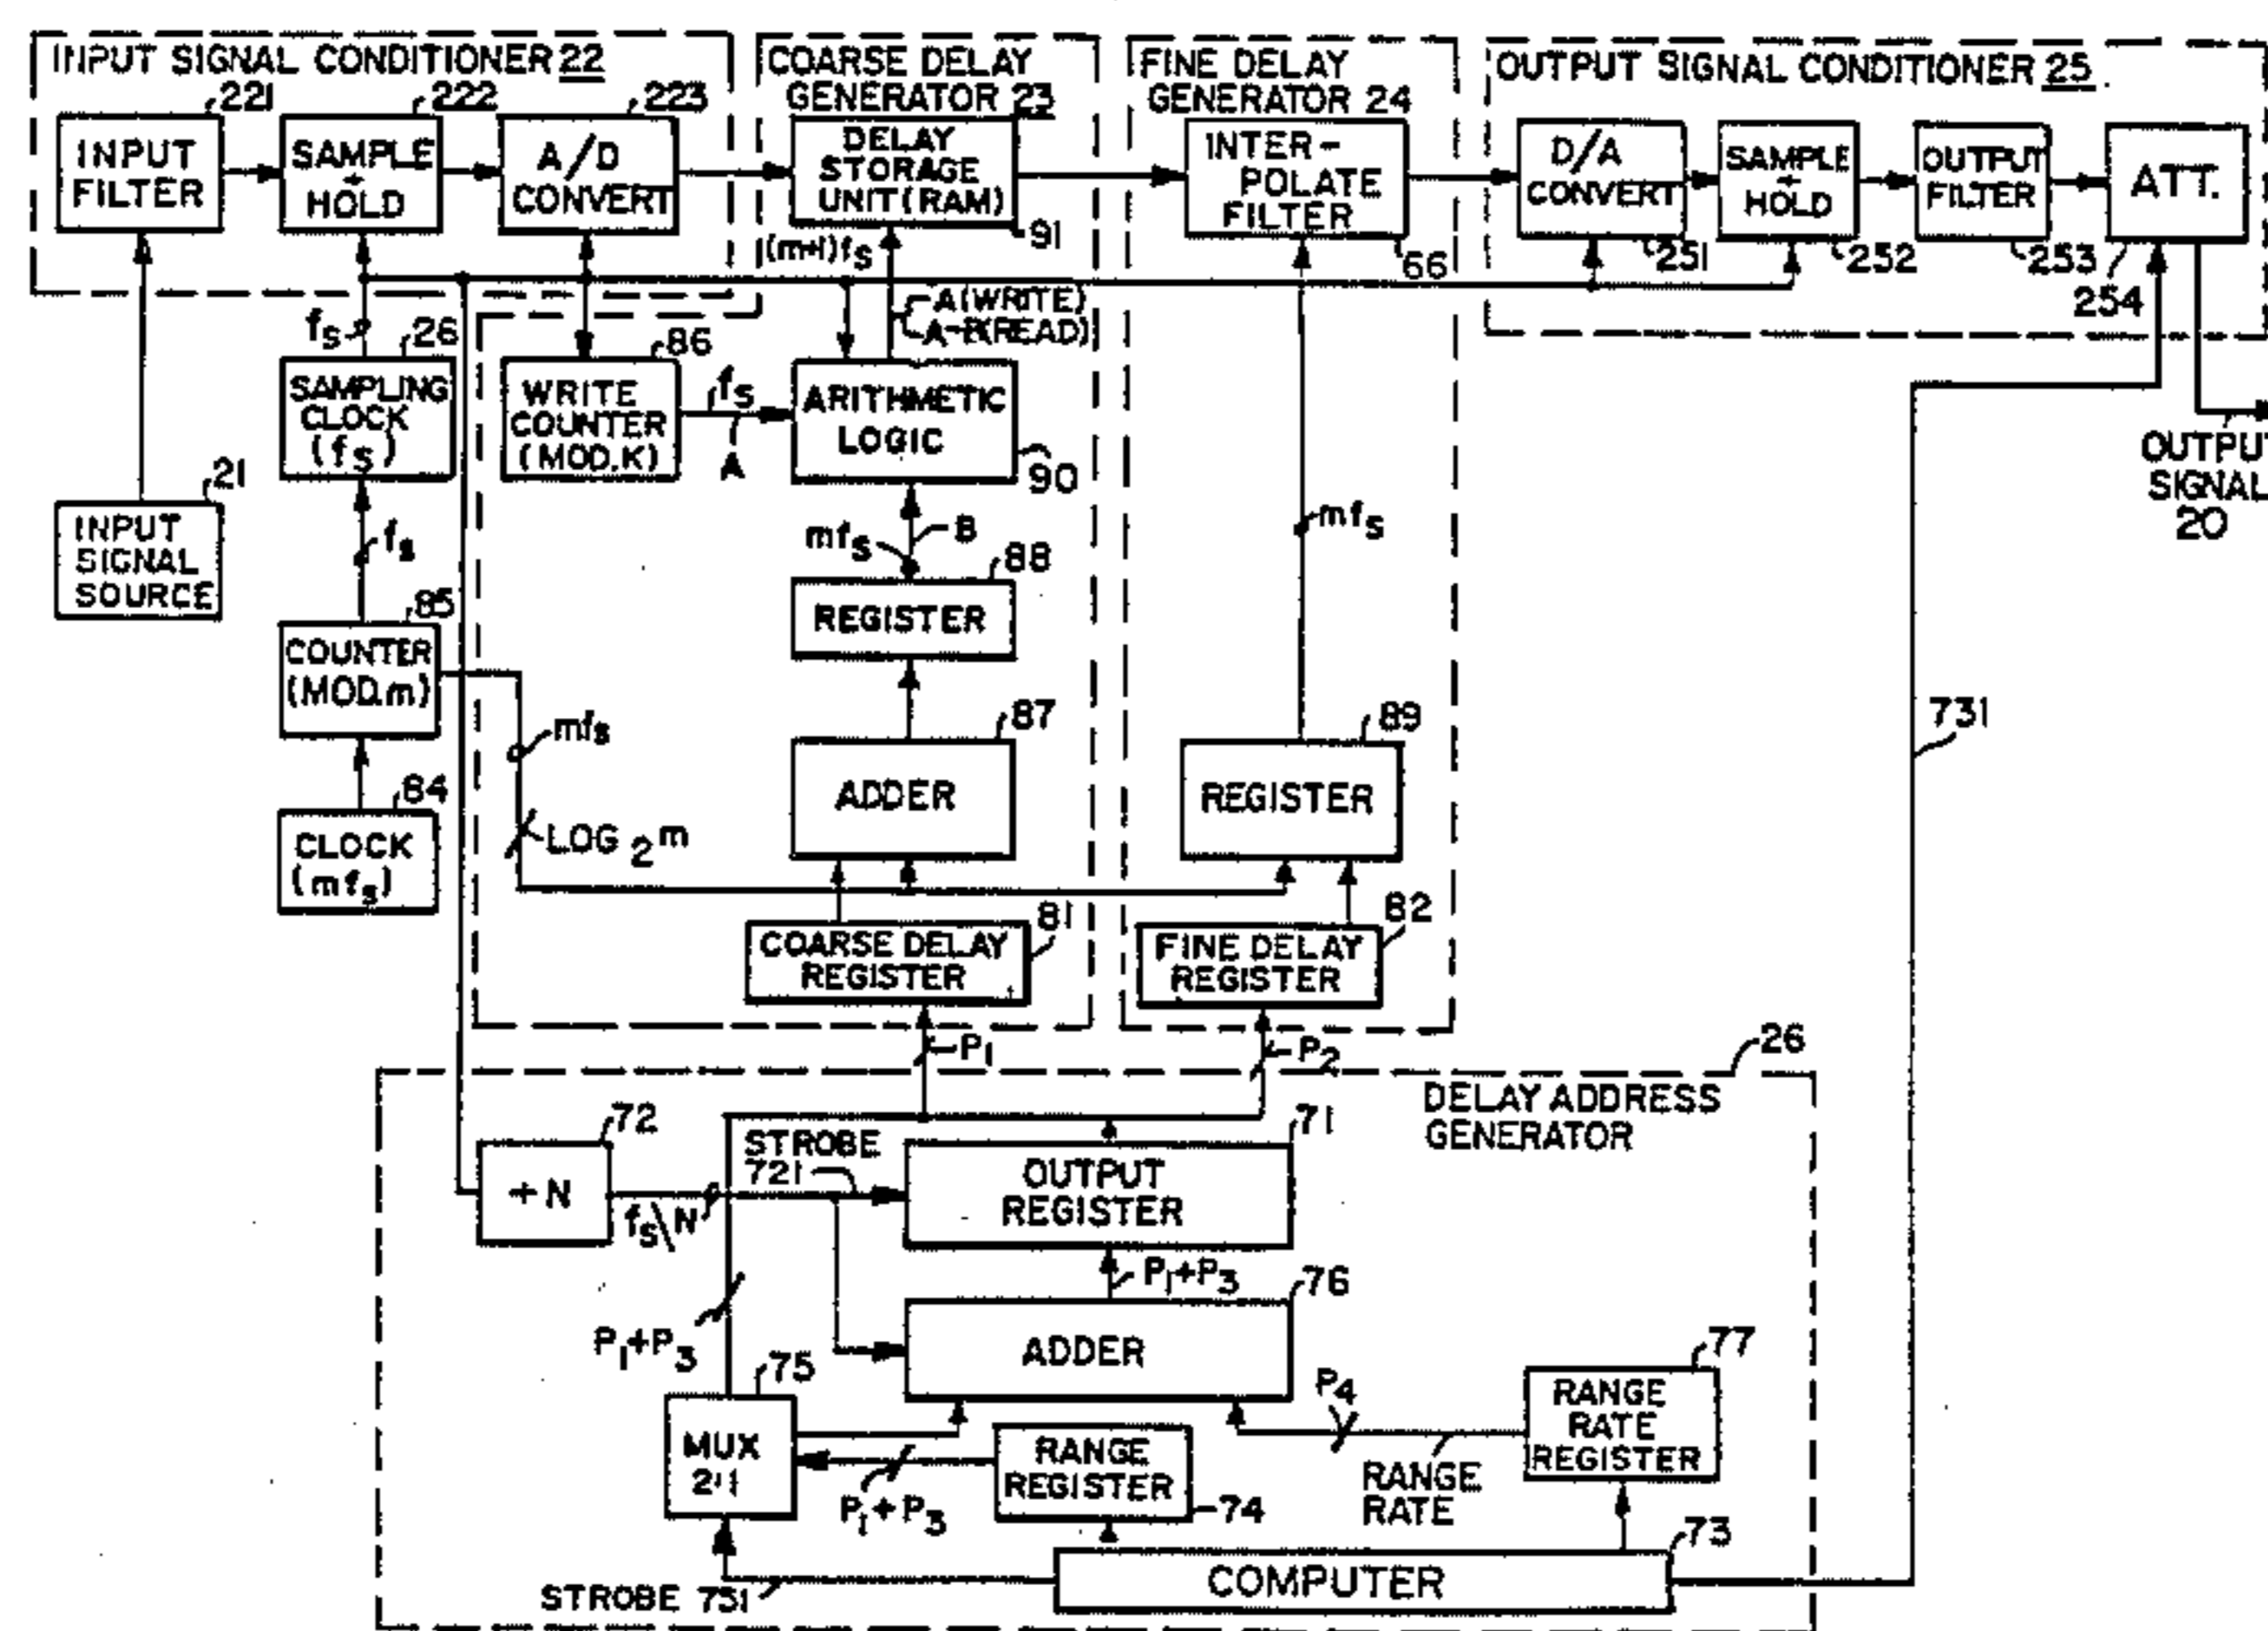 INPUT SIGNAL CONDITIONER 22
221
222
223
INPUT
FILTER
SAMPLE
+
HOLD
A/D
CONVERT
COARSE DELAY
GENERATOR 23
DELAY
STORAGE
UNIT(RAM)
91
(m+1)fs
A(WRITE)
A-B(READ)
FINE DELAY
GENERATOR 24
INTER-
POLATE
FILTER
66
OUTPUT SIGNAL CONDITIONER 25
D/A
CONVERT
SAMPLE
+
HOLD
OUTPUT
FILTER
ATT.
251
252
253
254
OUTPUT
SIGNAL
20
fs
26
SAMPLING
CLOCK
(fs)
21
INPUT
SIGNAL
SOURCE
fs
85
COUNTER
(MOD.m)
84
CLOCK
(mfs)
mfs
LOG 2 m
86
WRITE
COUNTER
(MOD.K)
fs
A
ARITHMETIC
LOGIC
90
mfs
B
88
REGISTER
87
ADDER
81
COARSE DELAY
REGISTER
mfs
89
REGISTER
82
FINE DELAY
REGISTER
731
P1
P2
26
DELAY ADDRESS
GENERATOR
72
÷N
fs\N
STROBE
721
71
OUTPUT
REGISTER
P1+P3
76
ADDER
P1+P3
75
MUX
2:1
P1+P3
RANGE
REGISTER
74
P4
RANGE
RATE
77
RANGE
RATE
REGISTER
73
COMPUTER
STROBE 751